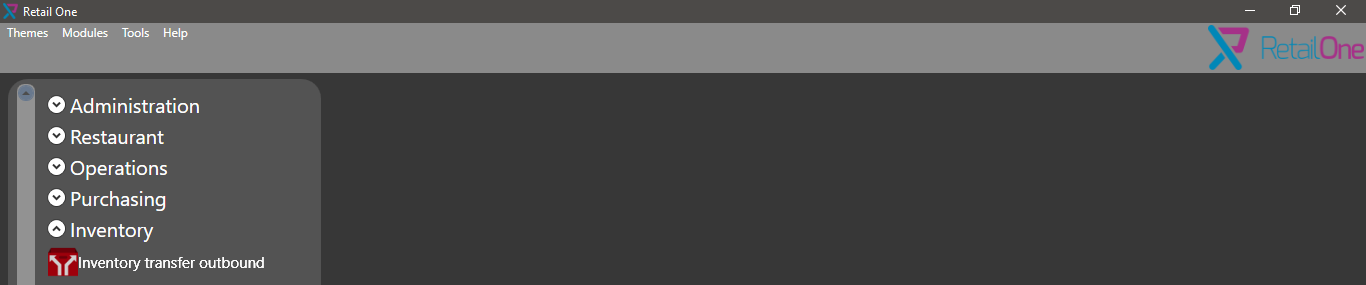 Retail One
Themes Modules Tools Help
RetailOne
Administration
Restaurant
Operations
Purchasing
Inventory
Inventory transfer outbound